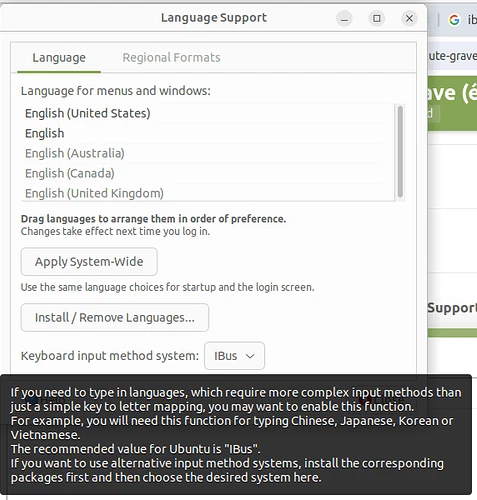 Language Support
ib
ute-grave
Language
Regional Formats
ave (é
d
Language for menus and windows:
English (United States)
English
English (Australia)
English (Canada)
English (United Kingdom)
Drag languages to arrange them in order of preference.
Changes take effect next time you log in.
Apply System-Wide
Use the same language choices for startup and the login screen.
Install / Remove Languages...
Support
Keyboard input method system:
IBus
If you need to type in languages, which require more complex input methods than
just a simple key to letter mapping, you may want to enable this function.
For example, you will need this function for typing Chinese, Japanese, Korean or
Vietnamese.
The recommended value for Ubuntu is "IBus".
If you want to use alternative input method systems, install the corresponding
packages first and then choose the desired system here.